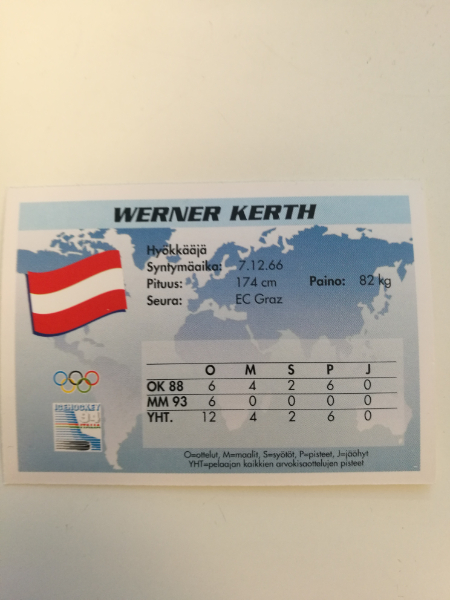 WERNER KERTH
Hyökkääjä
Syntymäaika: 7.12.66
Pituus: 174 cm Paino: 82 kg
Seura: EC Graz
O M S P J
OK 88 6 4 2 6 0
MM 93 6 0 0 0 0
YHT. 12 4 2 6 0
O=ottelut, M=maalit, S=syötöt, P=pisteet, J=jäähyt
YHT=pelaajan kaikkien arvokisaottelujen pisteet